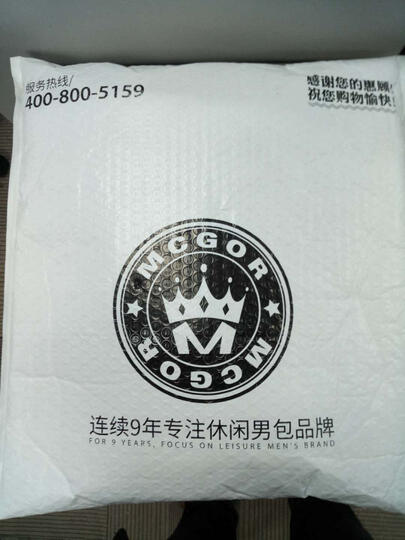 服务热线/
400-800-5159
感谢您的惠顾!
祝您购物愉快!
MCGOR
M
MCGOR®
连续9年专注休闲男包品牌
FOR 9 YEARS, FOCUS ON LEISURE MEN'S BRAND